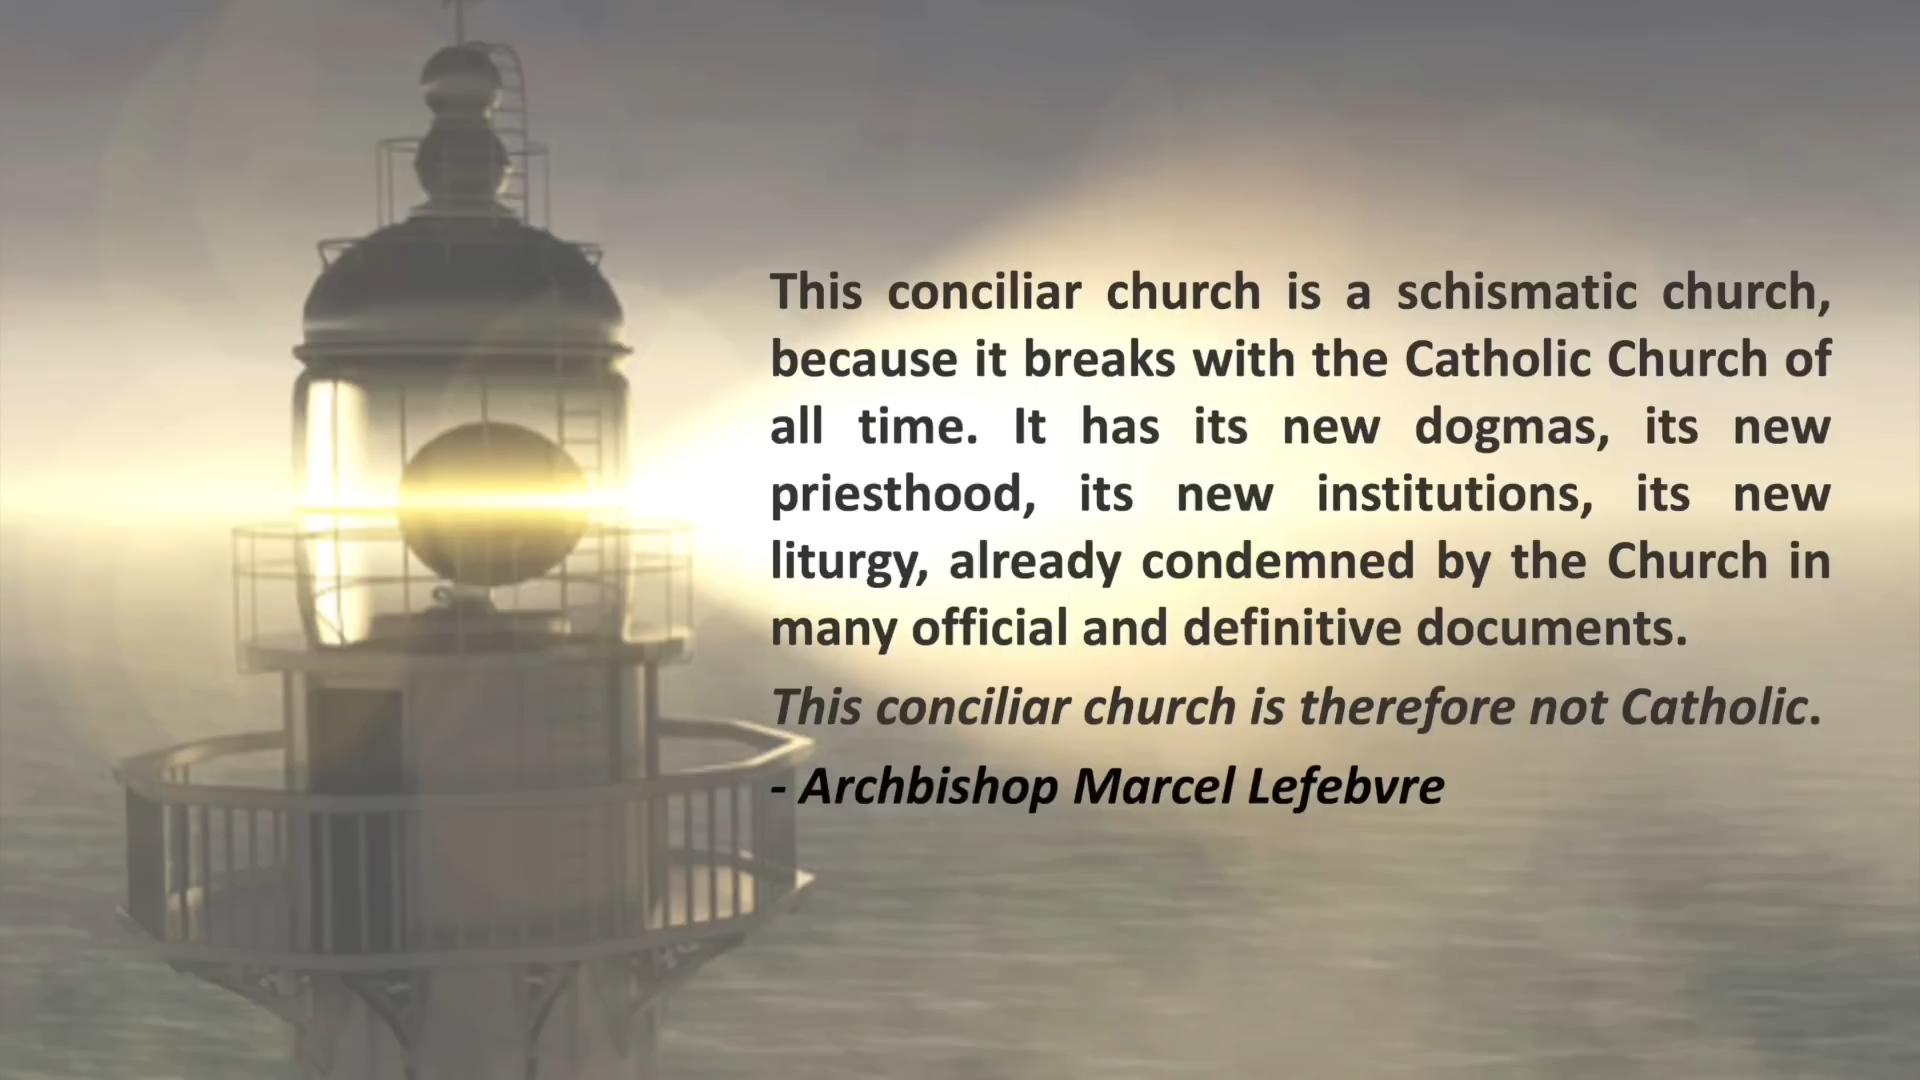 This conciliar church is a schismatic church,
because it breaks with the Catholic Church of
all time. It has its new dogmas, its new
priesthood, its new institutions, its new
liturgy, already condemned by the Church in
many official and definitive documents.
This conciliar church is therefore not Catholic.
- Archbishop Marcel Lefebvre